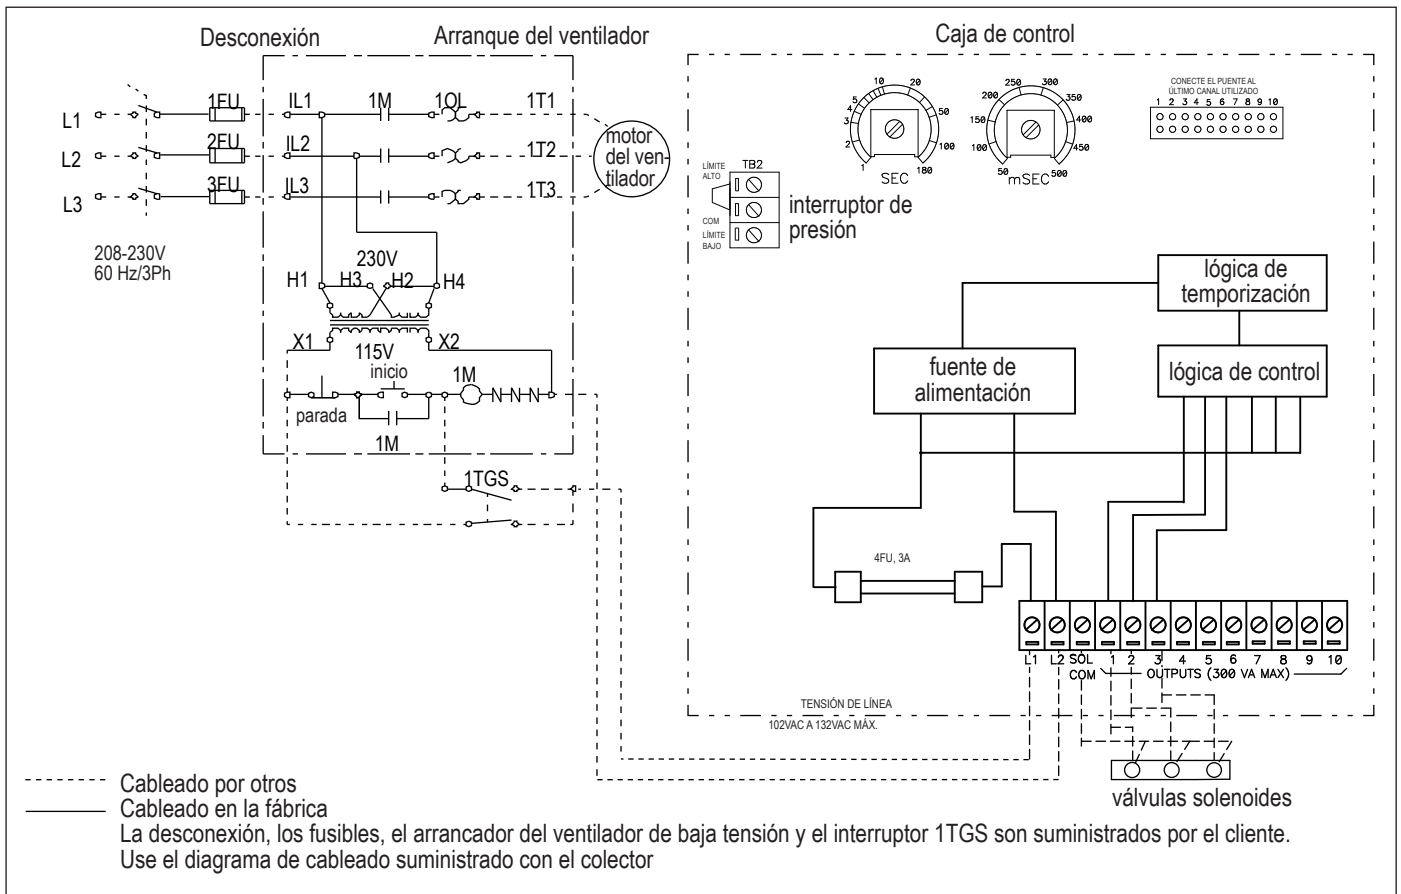 Desconexión
Arranque del ventilador
Caja de control
L1
1FU
IL1
1M
1OL
1T1
L2
2FU
IL2
1T2
L3
3FU
IL3
1T3
motor
del ven-
tilador
208-230V
60 Hz/3Ph
230V
H1 H3 H2 H4
X1
115V
X2
inicio
1M
parada
1M
1TGS
1 2 3 4 5 10 20 50 100 180
SEC
50 100 150 200 250 300 350 400 450 500
mSEC
CONECTE EL PUENTE AL
ÚLTIMO CANAL UTILIZADO
1 2 3 4 5 6 7 8 9 10
LÍMITE
ALTO
TB2
COM
LÍMITE
BAJO
interruptor de
presión
lógica de
temporización
fuente de
alimentación
lógica de control
4FU, 3A
L1 L2 SOL 1 2 3 4 5 6 7 8 9 10
COM
OUTPUTS (300 VA MAX)
TENSIÓN DE LÍNEA
102VAC A 132VAC MÁX.
válvulas solenoides
Cableado por otros
Cableado en la fábrica
La desconexión, los fusibles, el arrancador del ventilador de baja tensión y el interruptor 1TGS son suministrados por el cliente.
Use el diagrama de cableado suministrado con el colector